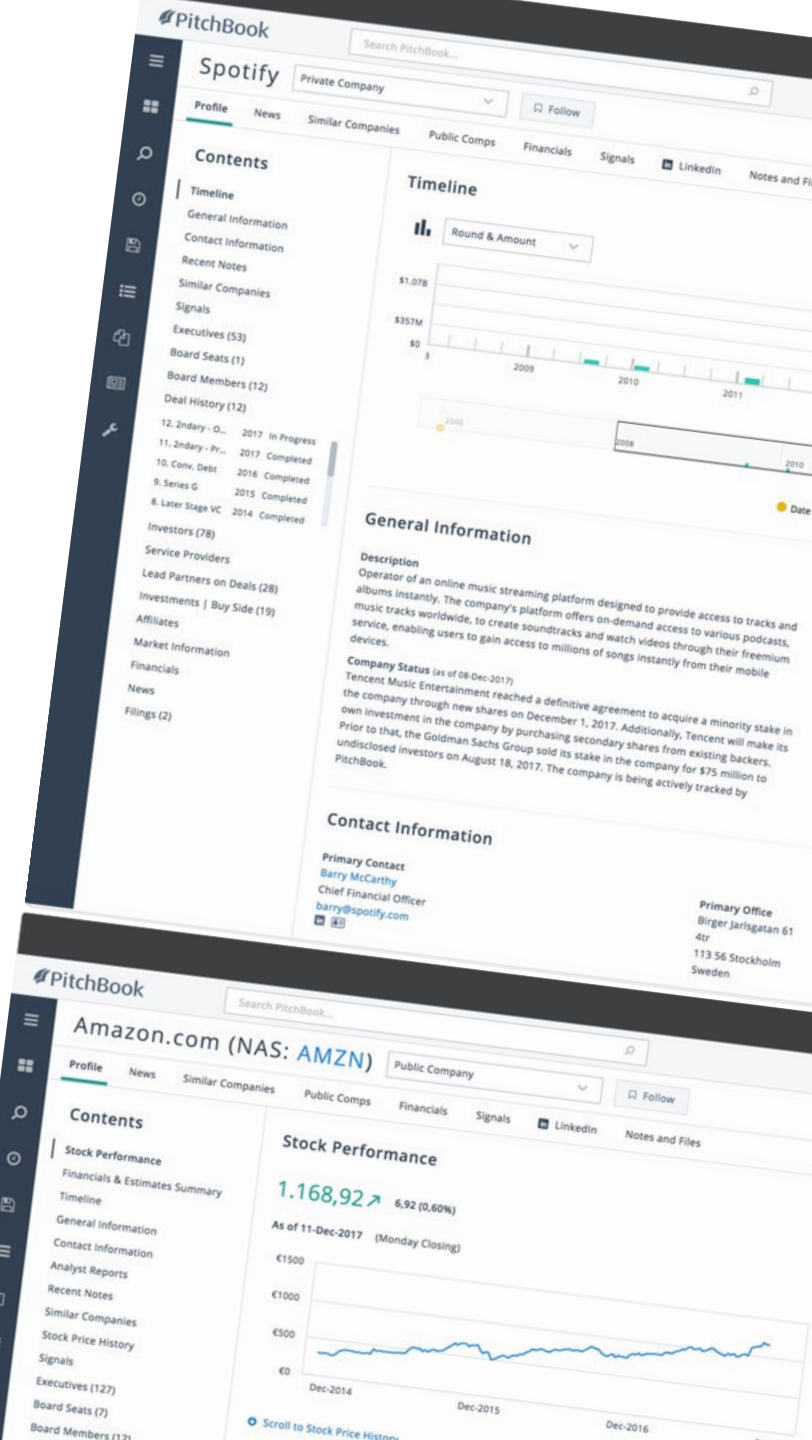 PitchBook
Search PitchBook...
Spotify
Private Company
Follow
Profile
News
Similar Companies
Public Comps
Financials
Signals
LinkedIn
Notes and
Contents
Timeline
General Information
Contact Information
Recent Notes
Similar Companies
Signals
Executives (53)
Board Seats (1)
Board Members (12)
Deal History (12)
12. 2ndary - O... 2017 In Progress
11. 2ndary - Pr... 2017 Completed
10. Conv. Debt 2016 Completed
9. Series G 2015 Completed
8. Later Stage VC 2014 Completed
Investors (78)
Service Providers
Lead Partners on Deals (28)
Investments | Buy Side (19)
Affiliates
Market Information
Financials
News
Filings (2)
Timeline
Round & Amount
$1.07B
$357M
$0
2009
2010
2011
2006
2008
2010
Date
General Information
Description
Operator of an online music streaming platform designed to provide access to tracks and
albums instantly. The company's platform offers on-demand access to various podcasts,
music tracks worldwide, to create soundtracks and watch videos through their freemium
service, enabling users to gain access to millions of songs instantly from their mobile
devices.
Company Status (as of 08-Dec-2017)
Tencent Music Entertainment reached a definitive agreement to acquire a minority stake in
the company through new shares on December 1, 2017. Additionally, Tencent will make its
own investment in the company by purchasing secondary shares from existing backers.
Prior to that, the Goldman Sachs Group sold its stake in the company for $75 million to
undisclosed investors on August 18, 2017. The company is being actively tracked by
PitchBook.
Contact Information
Primary Contact
Barry McCarthy
Chief Financial Officer
barry@spotify.com
Primary Office
Birger Jarlsgatan 61
4tr
113 56 Stockholm
Sweden
PitchBook
Search PitchBook...
Amazon.com (NAS: AMZN)
Public Company
Follow
Profile
News
Similar Companies
Public Comps
Financials
Signals
LinkedIn
Notes and Files
Contents
Stock Performance
Financials & Estimates Summary
Timeline
General Information
Contact Information
Analyst Reports
Recent Notes
Similar Companies
Stock Price History
Signals
Executives (127)
Board Seats (7)
Board Members (12)
Stock Performance
1.168,92 6,92 (0,60%)
As of 11-Dec-2017 (Monday Closing)
€1500
€1000
€500
€0
Dec-2014
Dec-2015
Dec-2016
Scroll to Stock Price History